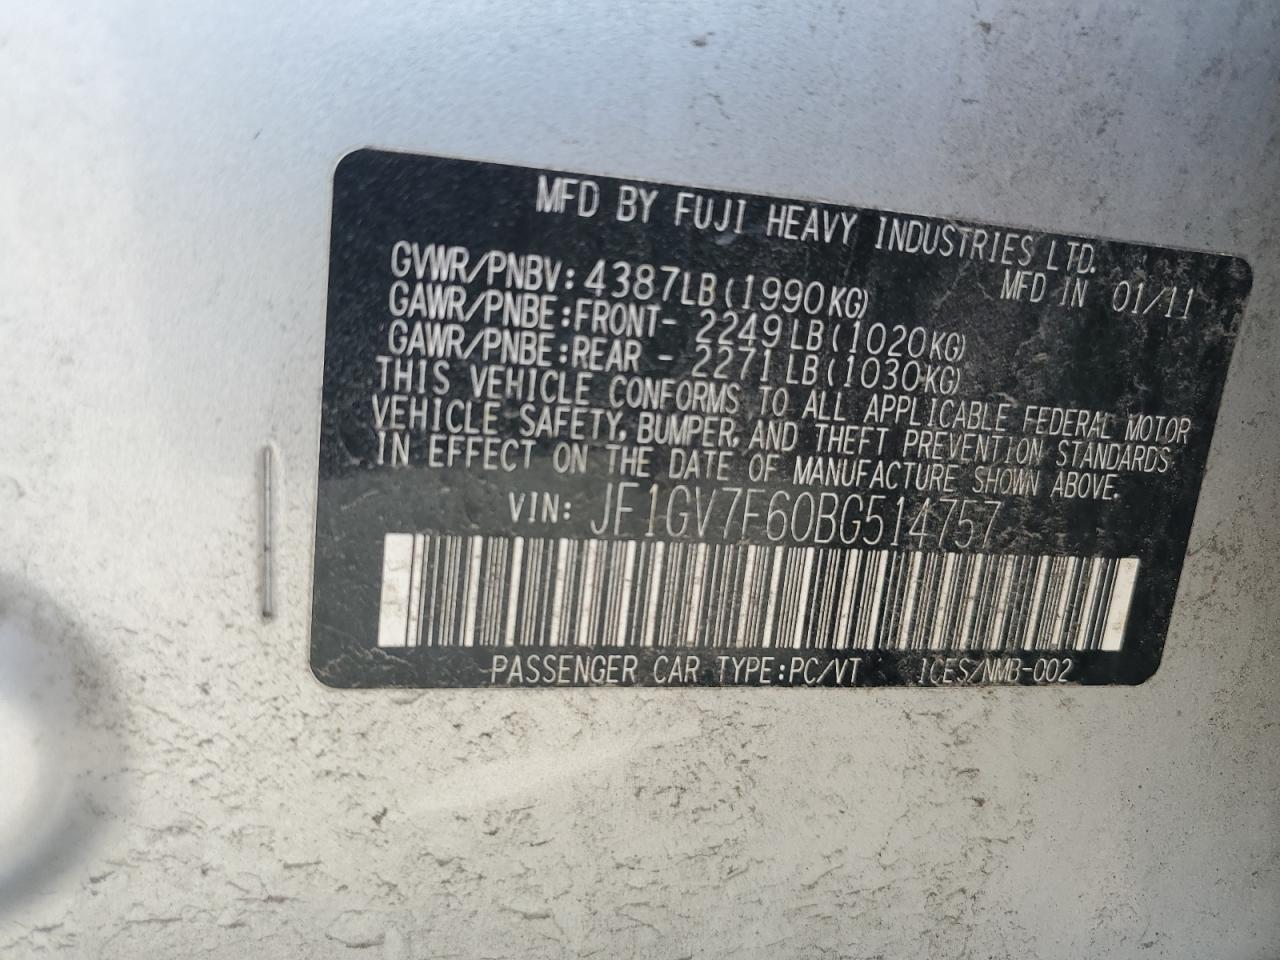 MFD BY FUJI HEAVY INDUSTRIES LTD.
GVWR/PNBV: 4387LB(1990KG) MFD IN 01/11
GAWR/PNBE:FRONT- 2249LB(1020KG)
GAWR/PNBE:REAR - 2271LB(1030KG)
THIS VEHICLE CONFORMS TO ALL APPLICABLE FEDERAL MOTOR
VEHICLE SAFETY, BUMPER, AND THEFT PREVENTION STANDARDS
IN EFFECT ON THE DATE OF MANUFACTURE SHOWN ABOVE.
VIN: JF1GV7F60BG514757
PASSENGER CAR TYPE:PC/VT ICES/NMB-002